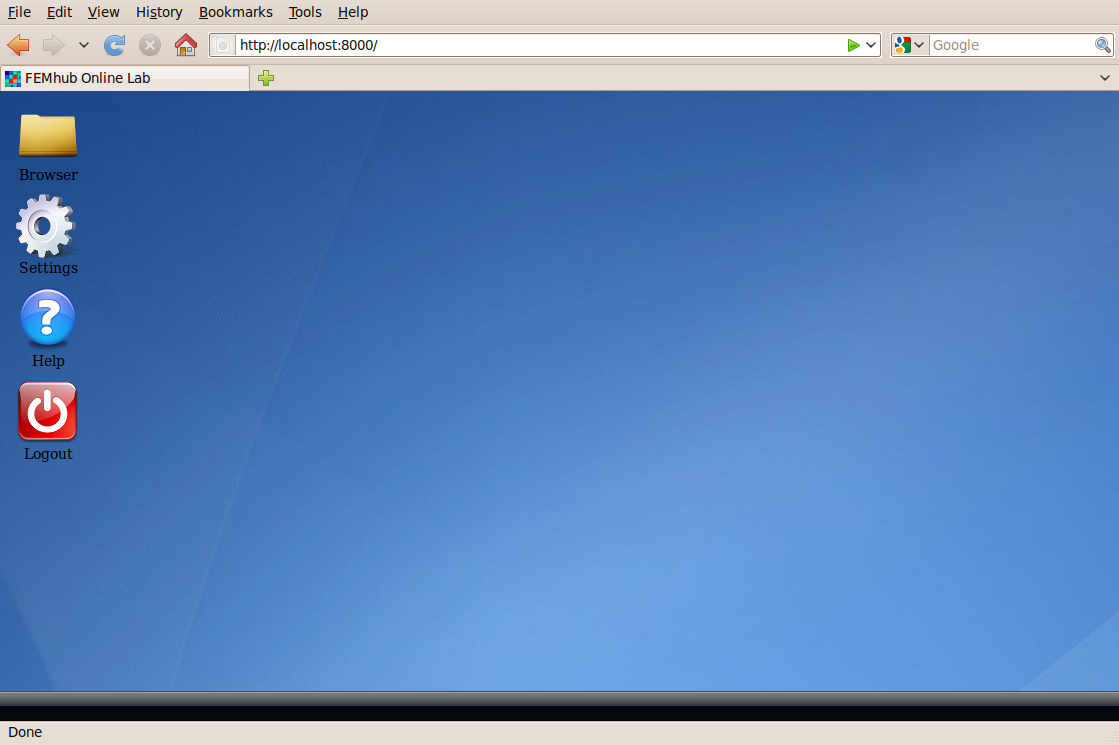 File Edit View History Bookmarks Tools Help
http://localhost:8000/ Google
FEMhub Online Lab
Browser
Settings
Help
Logout
Done